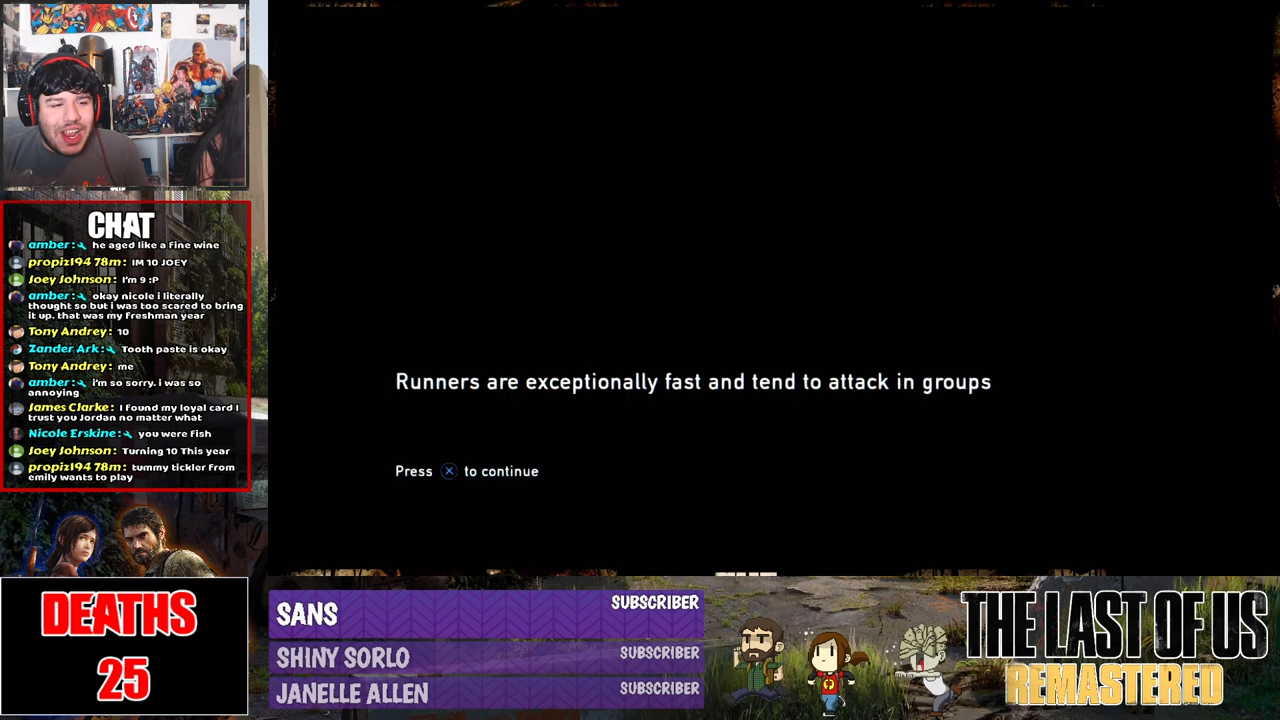 CHAT
amber: he aged like a fine wine
propiz194 78m: IM 10 JOEY
Joey Johnson: I'm 9 :P
amber: okay nicole i literally
thought so but i was too scared to bring
it up. that was my freshman year
Tony Andrey: 10
Zander Ark: Tooth paste is okay
Tony Andrey: me
amber: i'm so sorry. i was so
annoying
James Clarke: I found my loyal card I
trust you Jordan no matter what
Nicole Erskine: you were fish
Joey Johnson: Turning 10 This year
propiz194 78m: tummy tickler from
emily wants to play
Runners are exceptionally fast and tend to attack in groups
Press ✕ to continue
DEATHS
25
SANS SUBSCRIBER
SHINY SORLO SUBSCRIBER
JANELLE ALLEN SUBSCRIBER
THE LAST OF US
REMASTERED